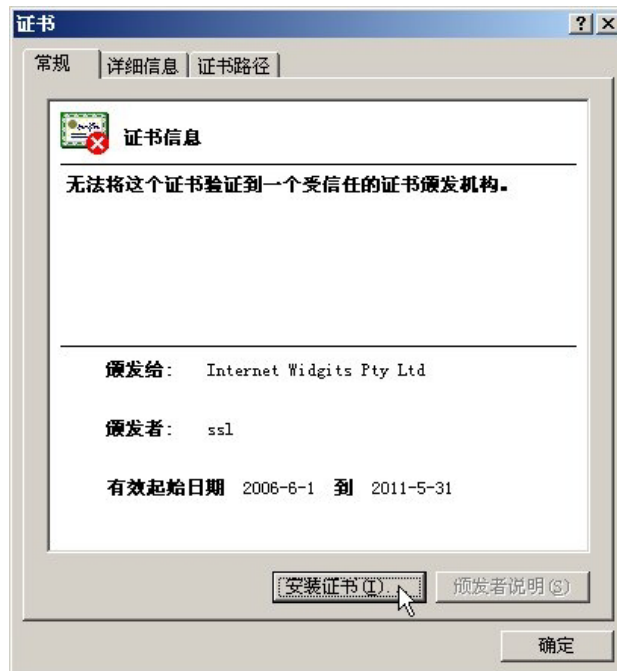 证书
常规 详细信息 证书路径
证书信息
无法将这个证书验证到一个受信任的证书颁发机构。
颁发给: Internet Widgits Pty Ltd
颁发者: ssl
有效起始日期 2006-6-1 到 2011-5-31
安装证书(I)... 颁发者说明(S)
确定